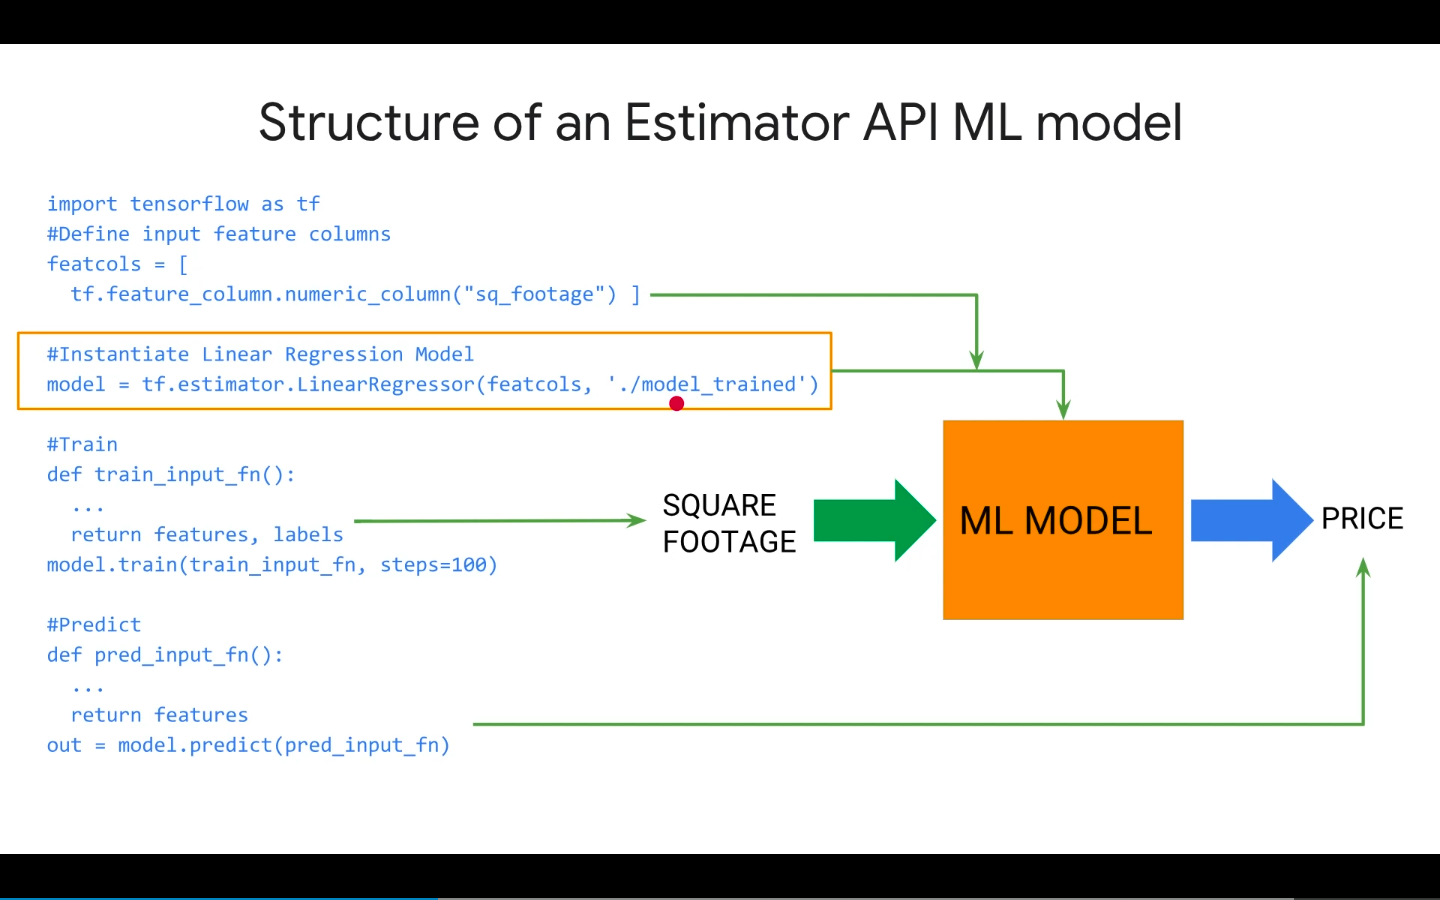 Structure of an Estimator API ML model
import tensorflow as tf
#Define input feature columns
featcols = [
  tf.feature_column.numeric_column("sq_footage") ]
#Instantiate Linear Regression Model
model = tf.estimator.LinearRegressor(featcols, './model_trained')
#Train
def train_input_fn():
  ...
  return features, labels
model.train(train_input_fn, steps=100)
#Predict
def pred_input_fn():
  ...
  return features
out = model.predict(pred_input_fn)
SQUARE
FOOTAGE
ML MODEL
PRICE